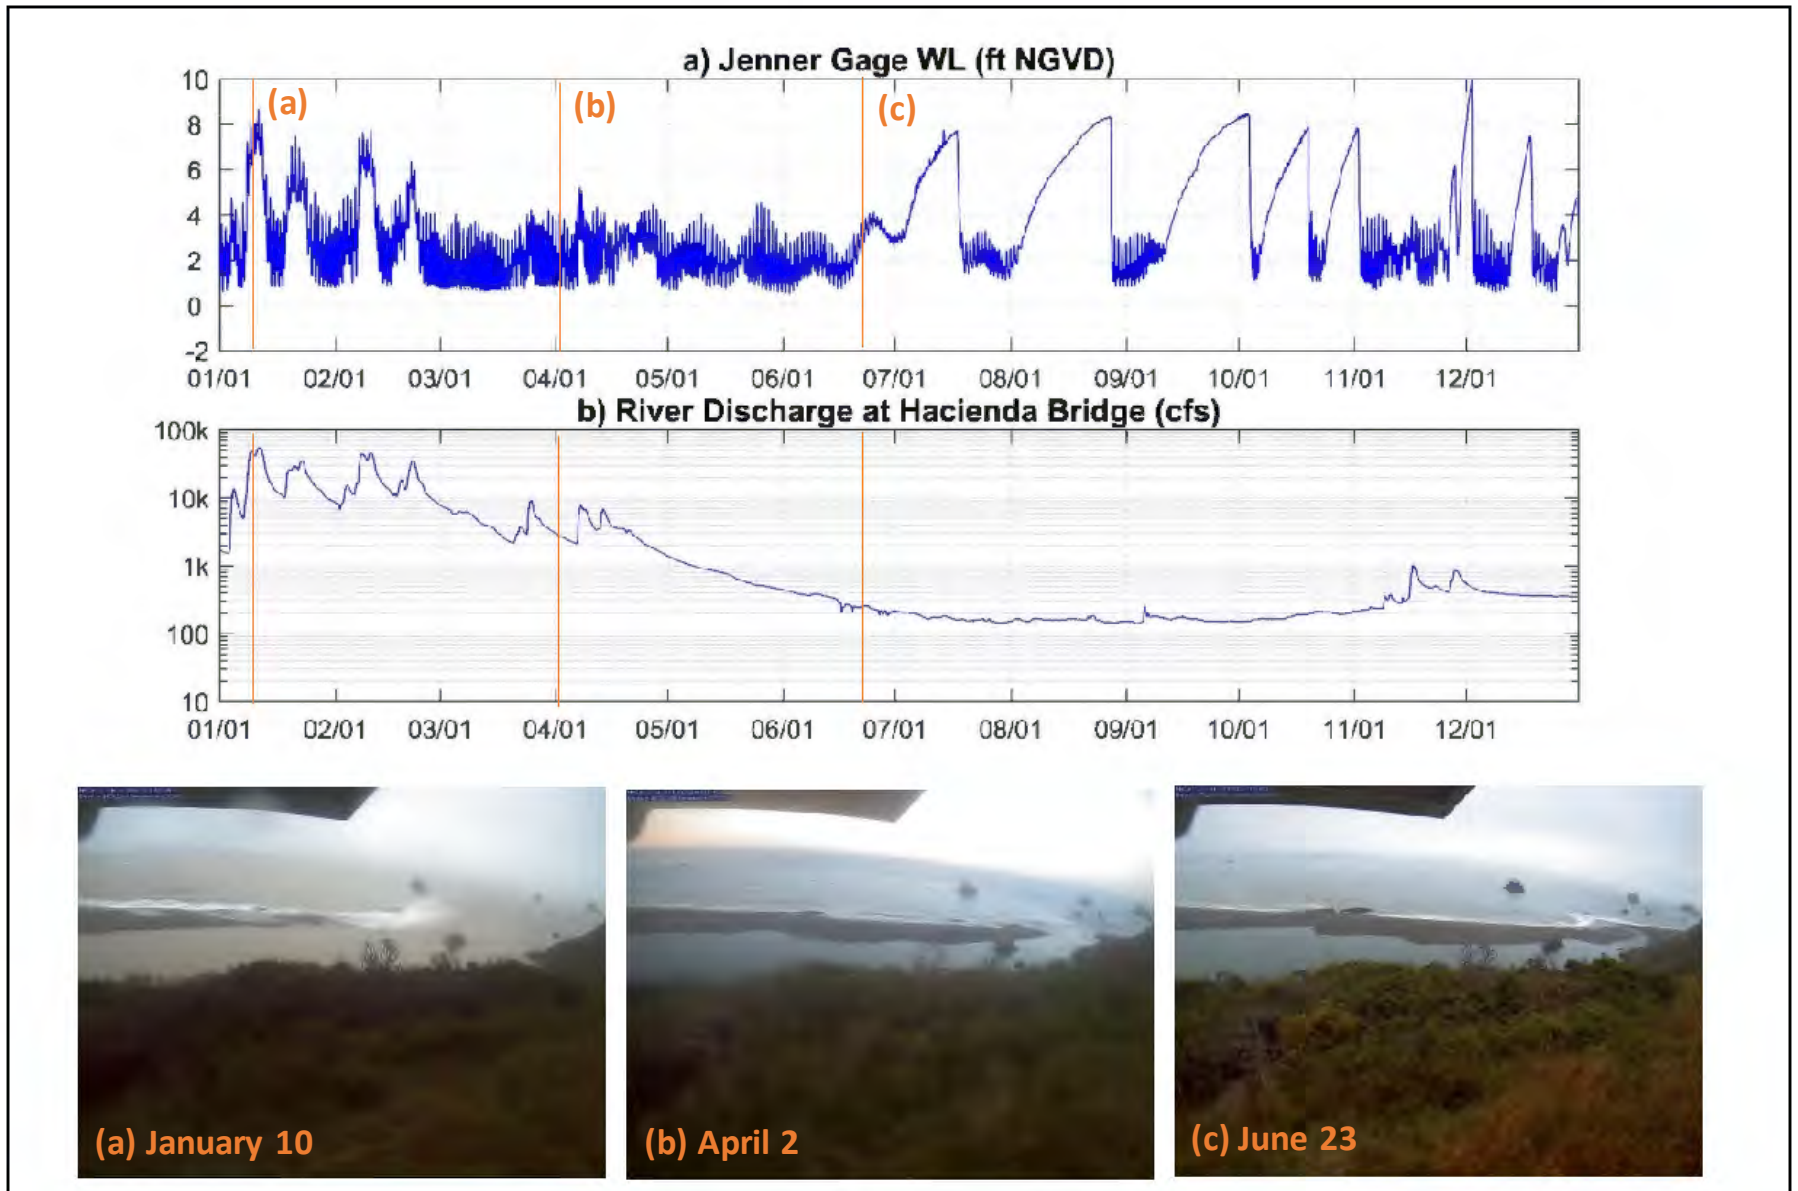 a) Jenner Gage WL (ft NGVD)
10
8
6
4
2
0
-2
(a)
(b)
(c)
01/01 02/01 03/01 04/01 05/01 06/01 07/01 08/01 09/01 10/01 11/01 12/01
b) River Discharge at Hacienda Bridge (cfs)
100k
10k
1k
100
10
01/01 02/01 03/01 04/01 05/01 06/01 07/01 08/01 09/01 10/01 11/01 12/01
(a) January 10
(b) April 2
(c) June 23